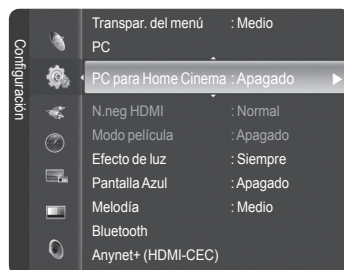 Configuración
Transpar. del menú : Medio
PC
PC para Home Cinema : Apagado
N.neg HDMI : Normal
Modo película : Apagado
Efecto de luz : Siempre
Pantalla Azul : Apagado
Melodía : Medio
Bluetooth
Anynet+ (HDMI-CEC)